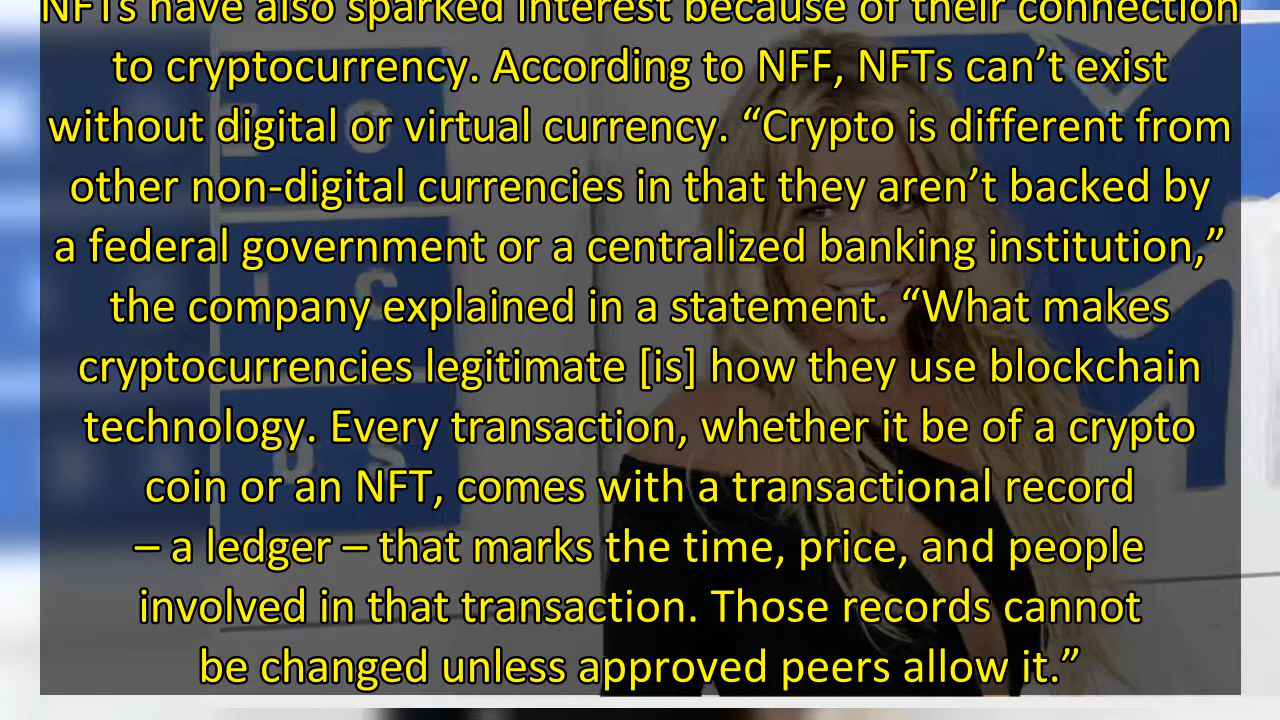 NFTs have also sparked interest because of their connection
to cryptocurrency. According to NFF, NFTs can’t exist
without digital or virtual currency. “Crypto is different from
other non-digital currencies in that they aren’t backed by
a federal government or a centralized banking institution,”
the company explained in a statement. “What makes
cryptocurrencies legitimate [is] how they use blockchain
technology. Every transaction, whether it be of a crypto
coin or an NFT, comes with a transactional record
– a ledger – that marks the time, price, and people
involved in that transaction. Those records cannot
be changed unless approved peers allow it.”